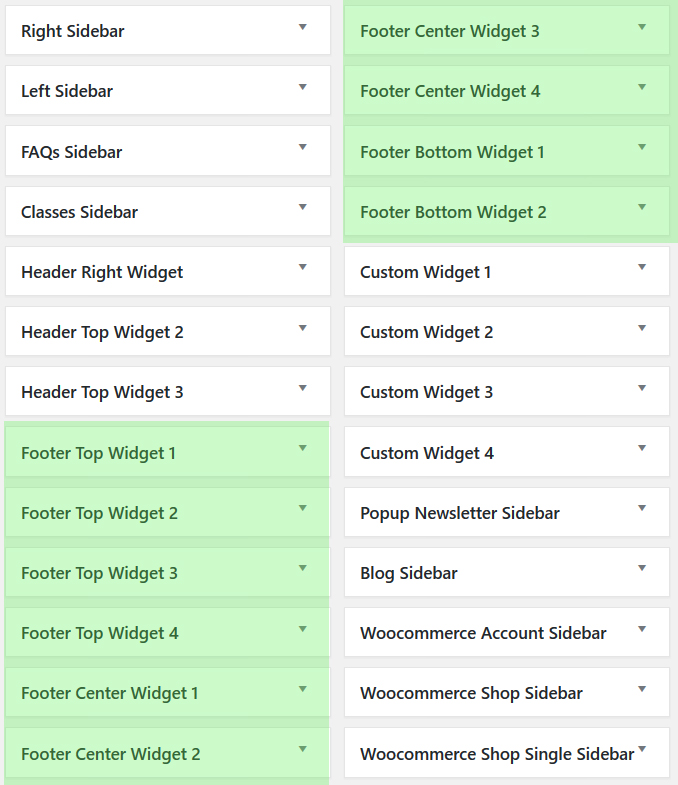 Right Sidebar
Left Sidebar
FAQs Sidebar
Classes Sidebar
Header Right Widget
Header Top Widget 2
Header Top Widget 3
Footer Top Widget 1
Footer Top Widget 2
Footer Top Widget 3
Footer Top Widget 4
Footer Center Widget 1
Footer Center Widget 2
Footer Center Widget 3
Footer Center Widget 4
Footer Bottom Widget 1
Footer Bottom Widget 2
Custom Widget 1
Custom Widget 2
Custom Widget 3
Custom Widget 4
Popup Newsletter Sidebar
Blog Sidebar
Woocommerce Account Sidebar
Woocommerce Shop Sidebar
Woocommerce Shop Single Sidebar